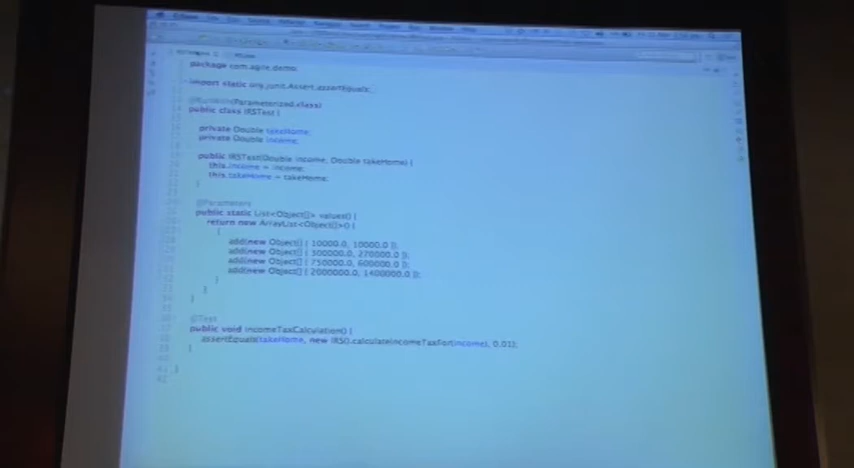 package com.agile.demo;
import static org.junit.Assert.assertEquals;
@RunWith(Parameterized.class)
public class IRSTest {
private Double takeHome;
private Double income;
public IRSTest(Double income, Double takeHome) {
this.income = income;
this.takeHome = takeHome;
}
@Parameters
public static List<Object[]> values() {
return new ArrayList<Object[]>() {
{
add(new Object[] { 10000.0, 10000.0 });
add(new Object[] { 300000.0, 270000.0 });
add(new Object[] { 750000.0, 600000.0 });
add(new Object[] { 2000000.0, 1400000.0 });
}
}
}
@Test
public void incomeTaxCalculation() {
assertEquals(takeHome, new IRS().calculateIncomeTaxFor(income), 0.01);
}
}